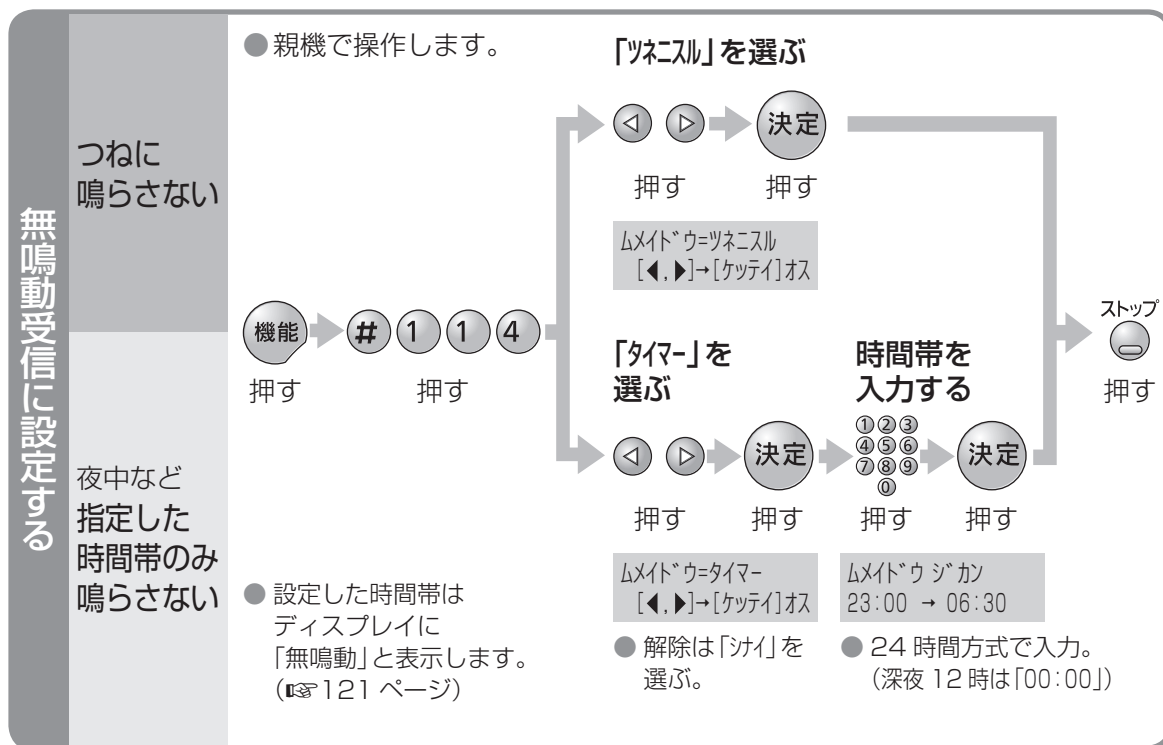 無鳴動受信に設定する
つねに
鳴らさない
夜中など
指定した
時間帯のみ
鳴らさない
●親機で操作します。
機能
押す
# 1 1 4
押す
「ﾂﾈﾆｽﾙ」を選ぶ
決定
押す 押す
ﾑﾒｲﾄﾞｳ=ﾂﾈﾆｽﾙ
[◀,▶]→[ｹｯﾃｲ]ｵｽ
「ﾀｲﾏｰ」を
選ぶ
決定
押す 押す
ﾑﾒｲﾄﾞｳ=ﾀｲﾏｰ
[◀,▶]→[ｹｯﾃｲ]ｵｽ
●解除は「ｼﾅｲ」を
選ぶ。
時間帯を
入力する
1 2 3
4 5 6
7 8 9
0
決定
押す 押す
ﾑﾒｲﾄﾞｳ ｼﾞｶﾝ
23:00 → 06:30
●24 時間方式で入力。
(深夜 12 時は「00:00」)
ストップ
押す
●設定した時間帯は
ディスプレイに
「無鳴動」と表示します。
(☞121 ページ)